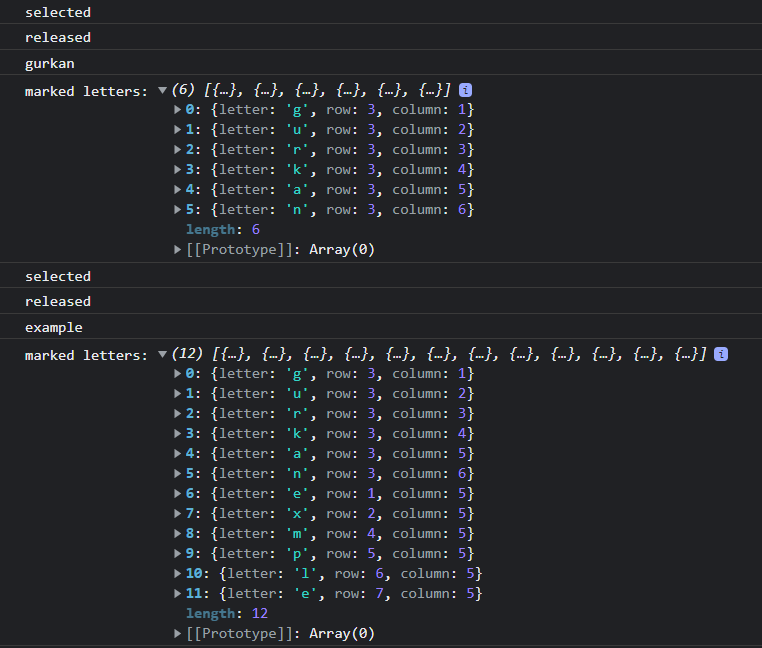 selected
released
gurkan
marked letters: ▼ (6) [{…}, {…}, {…}, {…}, {…}, {…}] i
▶ 0: {letter: 'g', row: 3, column: 1}
▶ 1: {letter: 'u', row: 3, column: 2}
▶ 2: {letter: 'r', row: 3, column: 3}
▶ 3: {letter: 'k', row: 3, column: 4}
▶ 4: {letter: 'a', row: 3, column: 5}
▶ 5: {letter: 'n', row: 3, column: 6}
length: 6
▶ [[Prototype]]: Array(0)
selected
released
example
marked letters: ▼ (12) [{…}, {…}, {…}, {…}, {…}, {…}, {…}, {…}, {…}, {…}, {…}, {…}] i
▶ 0: {letter: 'g', row: 3, column: 1}
▶ 1: {letter: 'u', row: 3, column: 2}
▶ 2: {letter: 'r', row: 3, column: 3}
▶ 3: {letter: 'k', row: 3, column: 4}
▶ 4: {letter: 'a', row: 3, column: 5}
▶ 5: {letter: 'n', row: 3, column: 6}
▶ 6: {letter: 'e', row: 1, column: 5}
▶ 7: {letter: 'x', row: 2, column: 5}
▶ 8: {letter: 'm', row: 4, column: 5}
▶ 9: {letter: 'p', row: 5, column: 5}
▶ 10: {letter: 'l', row: 6, column: 5}
▶ 11: {letter: 'e', row: 7, column: 5}
length: 12
▶ [[Prototype]]: Array(0)